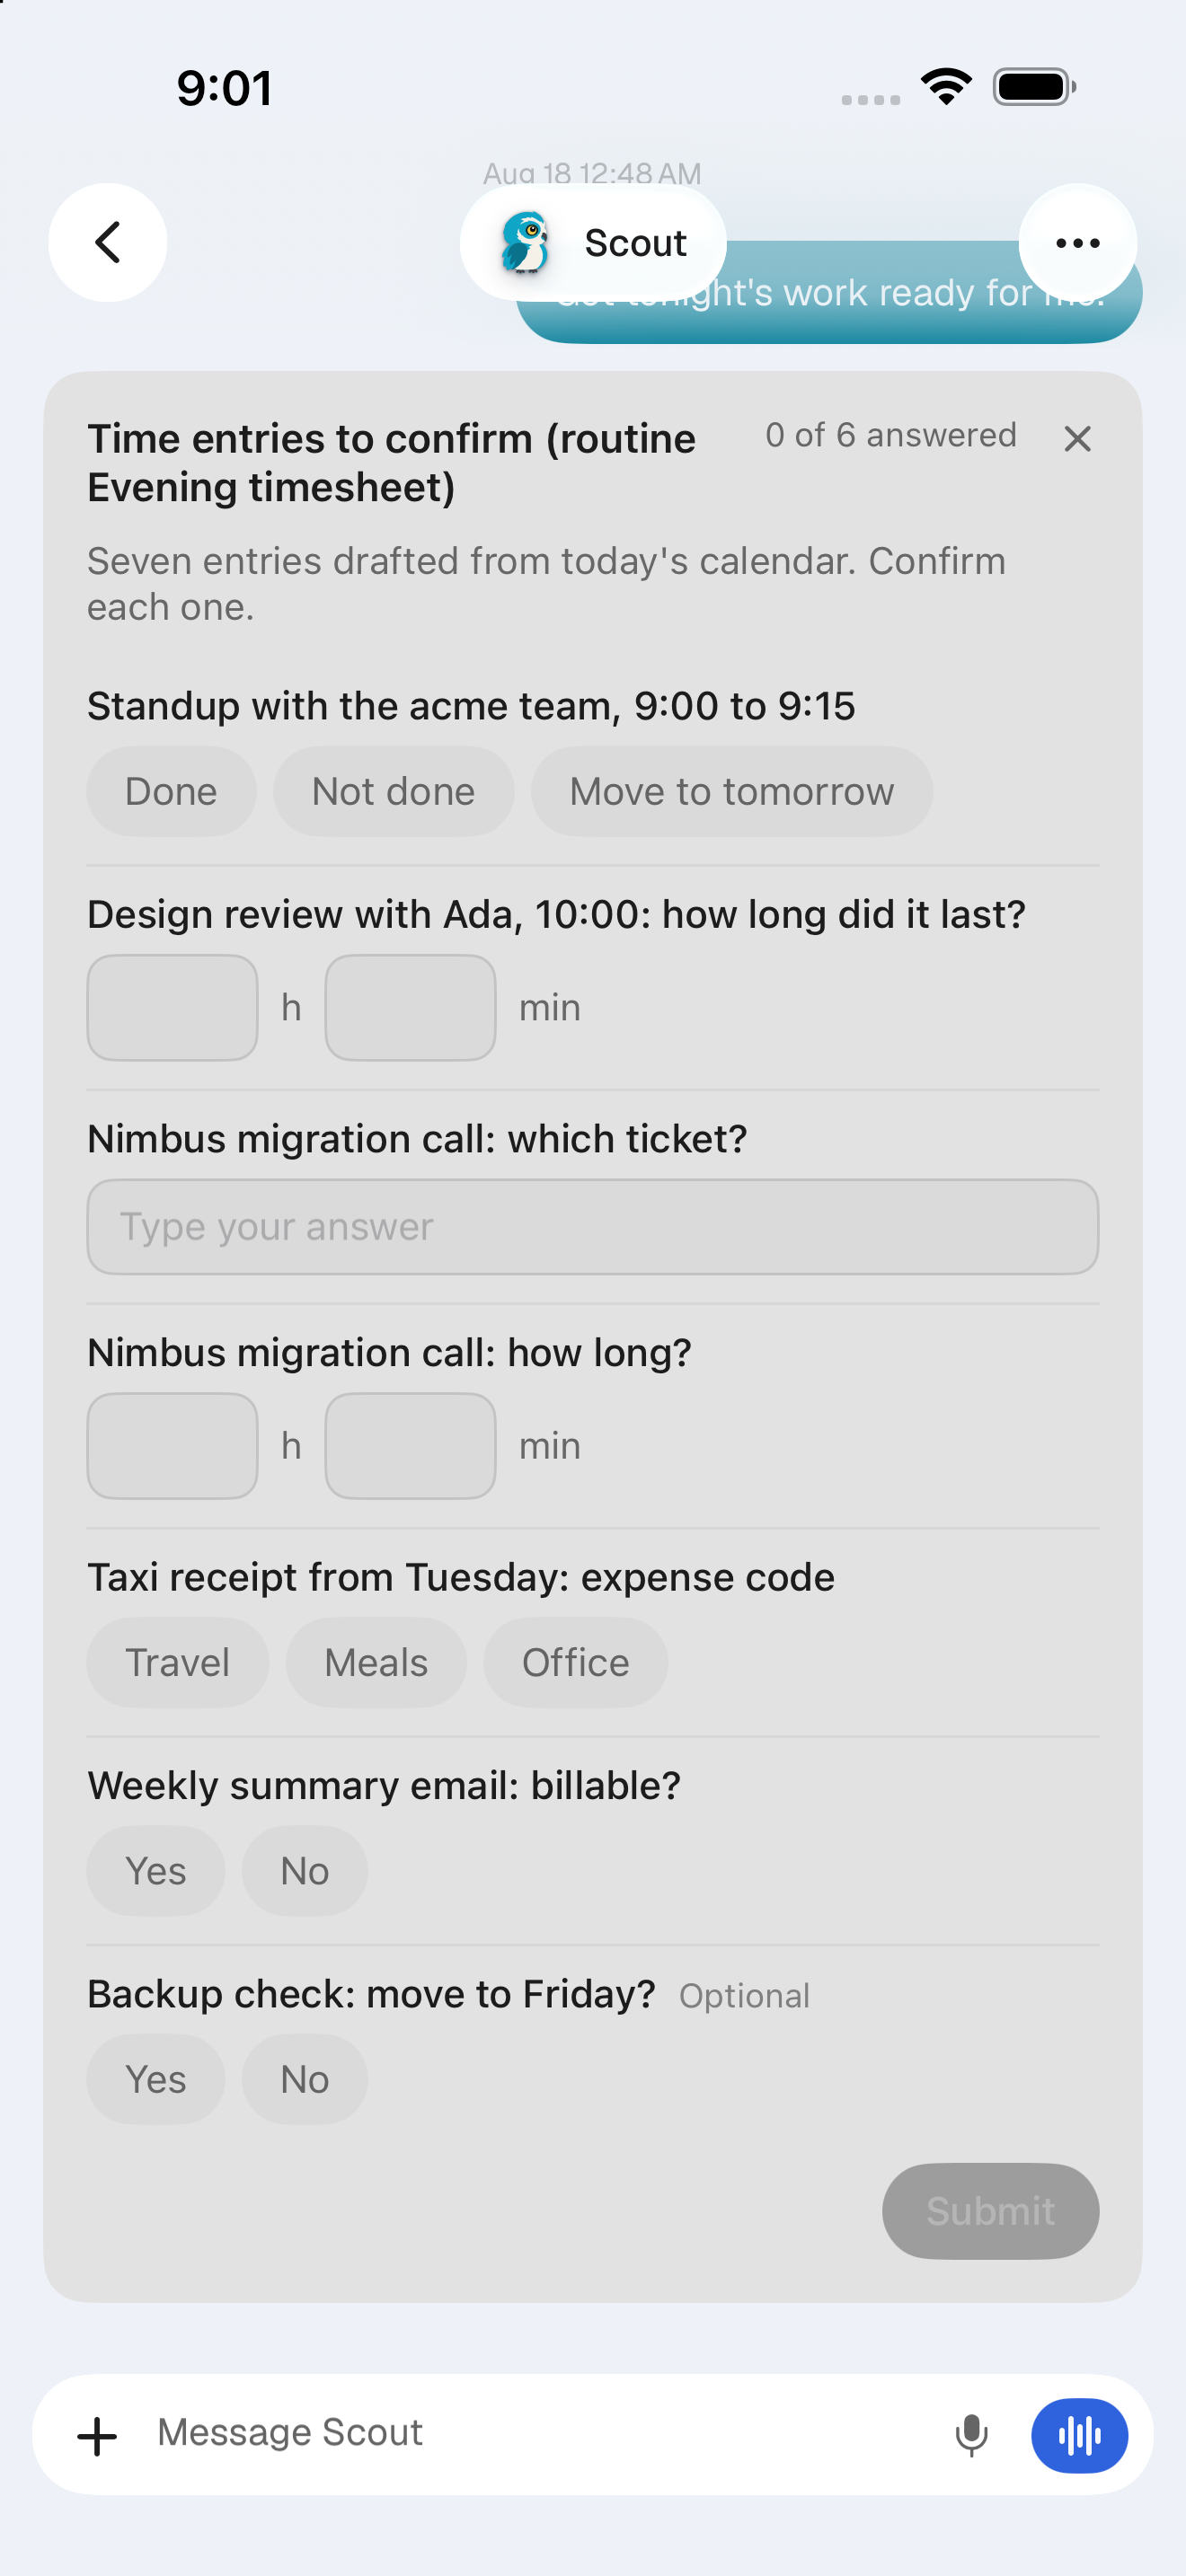 9:01
Aug 18 12:48 AM
Scout
tonight's work ready for me.
Time entries to confirm (routine
Evening timesheet)
0 of 6 answered
Seven entries drafted from today's calendar. Confirm
each one.
Standup with the acme team, 9:00 to 9:15
Done Not done Move to tomorrow
Design review with Ada, 10:00: how long did it last?
h min
Nimbus migration call: which ticket?
Type your answer
Nimbus migration call: how long?
h min
Taxi receipt from Tuesday: expense code
Travel Meals Office
Weekly summary email: billable?
Yes No
Backup check: move to Friday? Optional
Yes No
Submit
Message Scout